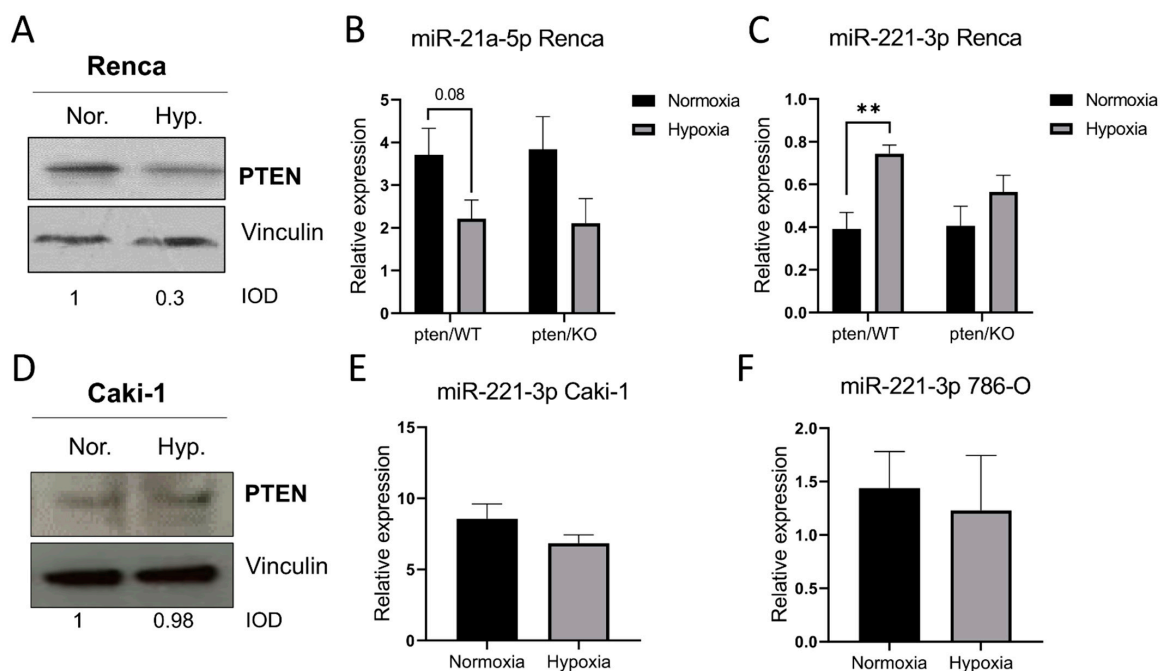 A
Renca
Nor. Hyp.
PTEN
Vinculin
1 0.3 IOD
B
miR-21a-5p Renca
Relative expression
5
4
3
2
1
0
0.08
pten/WT pten/KO
Normoxia
Hypoxia
C
miR-221-3p Renca
Relative expression
1.0
0.8
0.6
0.4
0.2
0.0
**
pten/WT pten/KO
Normoxia
Hypoxia
D
Caki-1
Nor. Hyp.
PTEN
Vinculin
1 0.98 IOD
E
miR-221-3p Caki-1
Relative expression
15
10
5
0
Normoxia Hypoxia
F
miR-221-3p 786-O
Relative expression
2.0
1.5
1.0
0.5
0.0
Normoxia Hypoxia